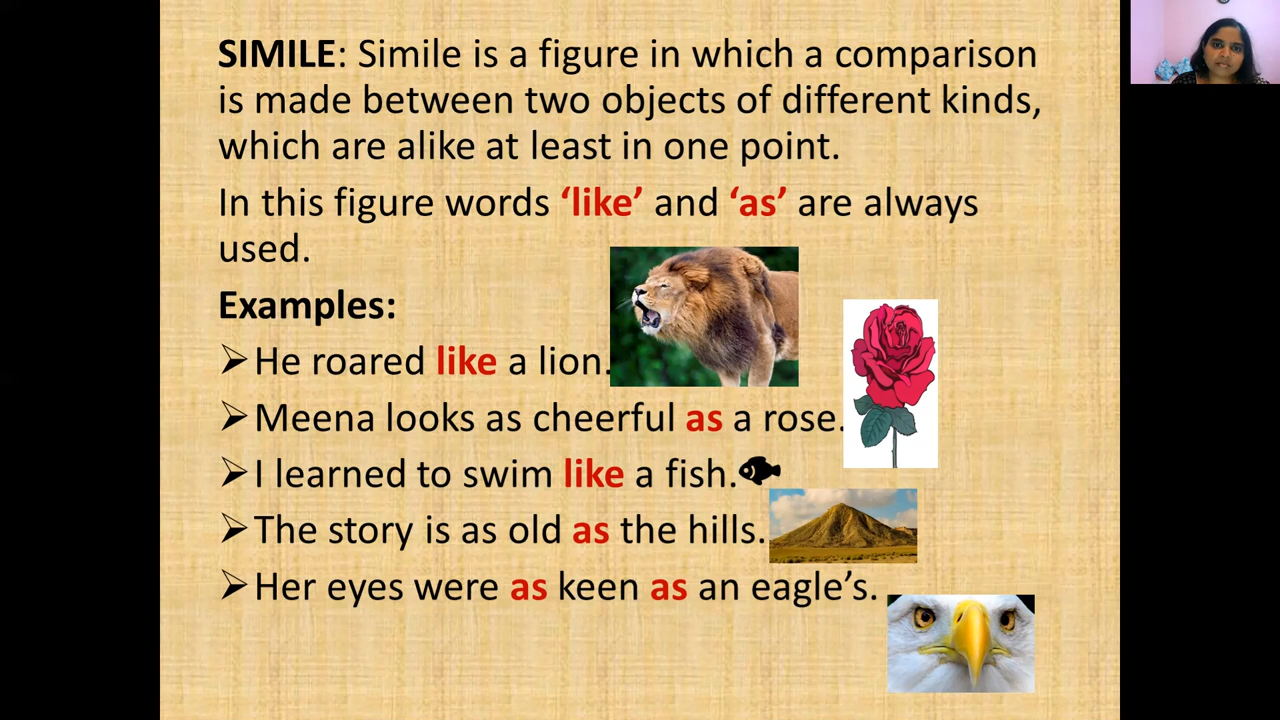 SIMILE: Simile is a figure in which a comparison
is made between two objects of different kinds,
which are alike at least in one point.
In this figure words ‘like’ and ‘as’ are always
used.
Examples:
➢He roared like a lion.
➢Meena looks as cheerful as a rose.
➢I learned to swim like a fish.
➢The story is as old as the hills.
➢Her eyes were as keen as an eagle’s.